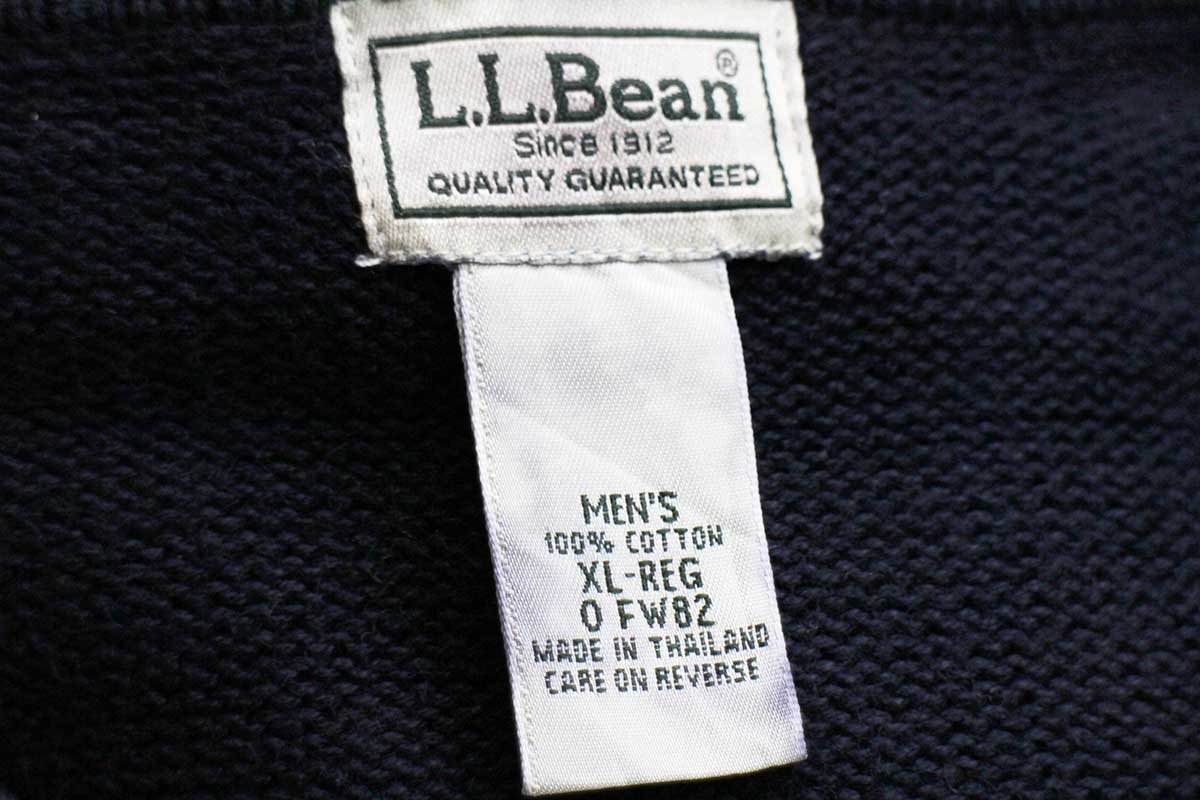 L.L.Bean®
Since 1912
QUALITY GUARANTEED
MEN'S
100% COTTON
XL-REG
0 FW82
MADE IN THAILAND
CARE ON REVERSE